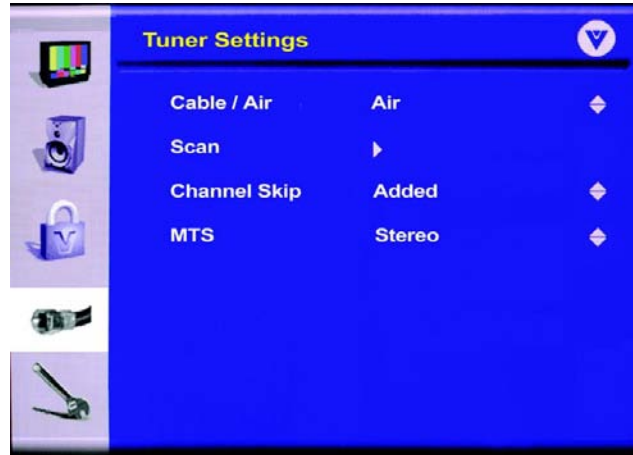 Tuner Settings
Cable / Air Air
Scan
Channel Skip Added
MTS Stereo